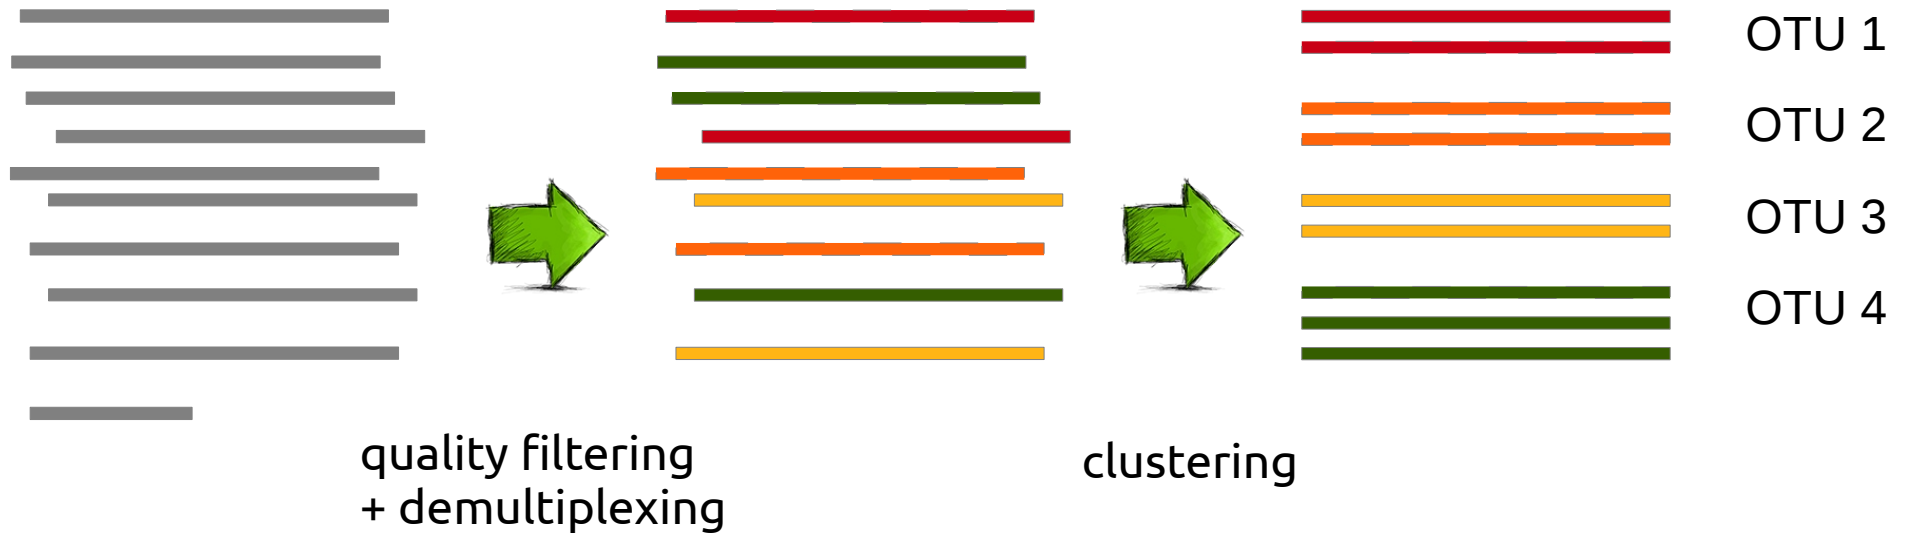 OTU 1
OTU 2
OTU 3
OTU 4
quality filtering
+ demultiplexing
clustering